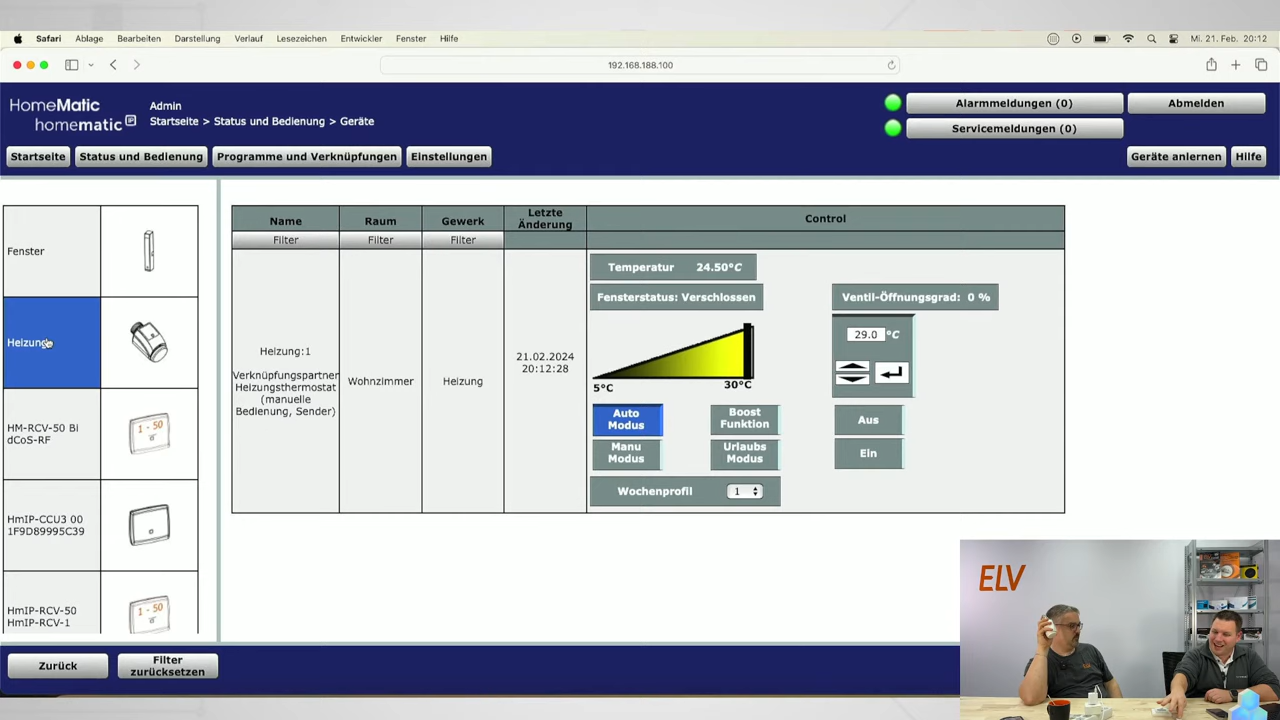 Safari Ablage Bearbeiten Darstellung Verlauf Lesezeichen Entwickler Fenster Hilfe
Mi. 21. Feb. 20:12
192.168.188.100
HomeMatic
homematic IP
Admin
Startseite > Status und Bedienung > Geräte
Alarmmeldungen (0)
Abmelden
Servicemeldungen (0)
Startseite
Status und Bedienung
Programme und Verknüpfungen
Einstellungen
Geräte anlernen
Hilfe
Fenster
Heizung
HM-RCV-50 Bi
dCoS-RF
1 - 50
HmIP-CCU3 00
1F9D89995C39
HmIP-RCV-50
HmIP-RCV-1
1 - 50
Name
Raum
Gewerk
Letzte
Änderung
Control
Filter
Filter
Filter
Heizung:1
Verknüpfungspartner
Heizungsthermostat
(manuelle
Bedienung, Sender)
Wohnzimmer
Heizung
21.02.2024
20:12:28
Temperatur 24.50°C
Fensterstatus: Verschlossen
Ventil-Öffnungsgrad: 0 %
29.0 °C
5°C
30°C
Auto
Modus
Boost
Funktion
Aus
Manu
Modus
Urlaubs
Modus
Ein
Wochenprofil 1
Zurück
Filter
zurücksetzen
ELV